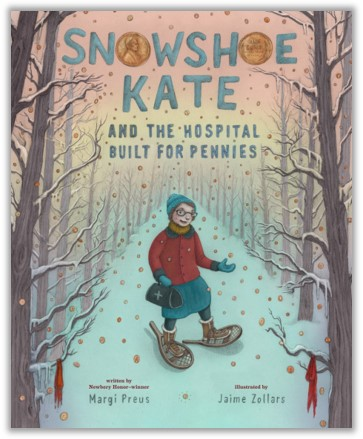 SNOWSHOE
KATE
AND THE HOSPITAL
BUILT FOR PENNIES
written by
Newbery Honor–winner
Margi Preus
illustrated by
Jaime Zollars